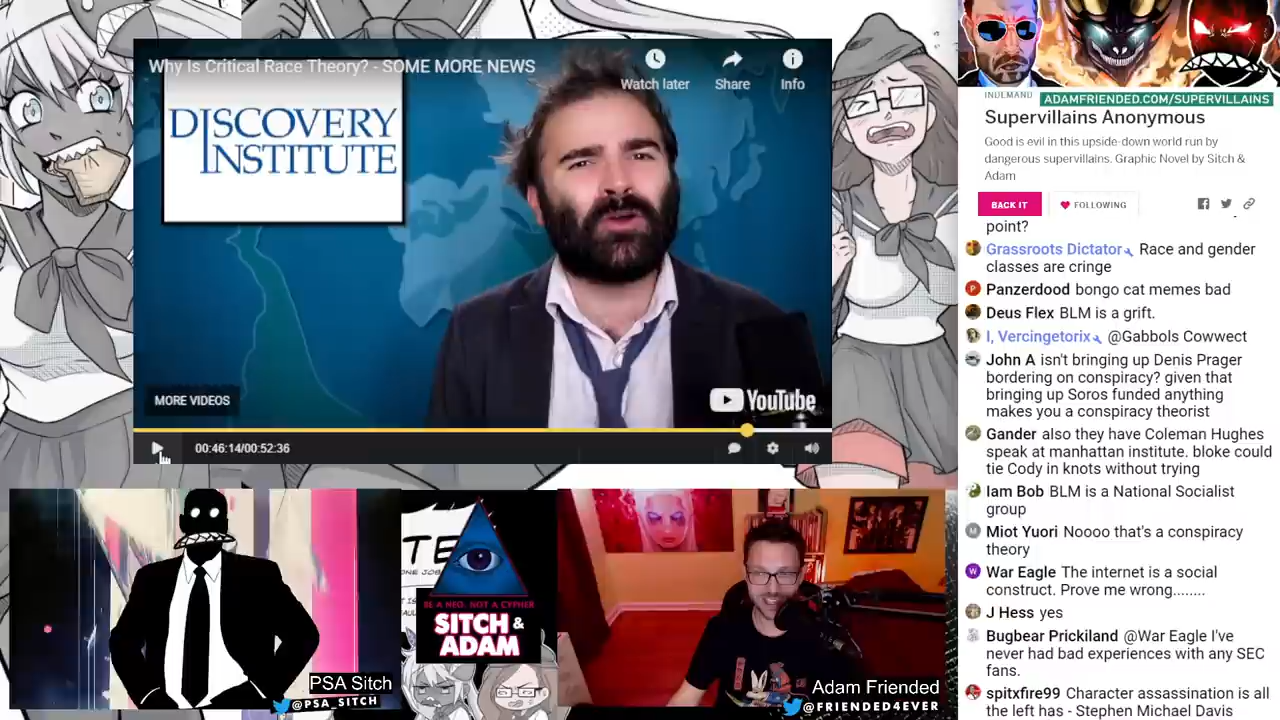 Why Is Critical Race Theory? - SOME MORE NEWS
Watch later
Share
Info
DISCOVERY
INSTITUTE
MORE VIDEOS
YouTube
00:46:14/00:52:36
PSA Sitch
@PSA_SITCH
BE A NEO, NOT A CYPHER
SITCH &
ADAM
Adam Friended
@FRIENDED4EVER
INDEMAND
ADAMFRIENDED.COM/SUPERVILLAINS
Supervillains Anonymous
Good is evil in this upside-down world run by
dangerous supervillains. Graphic Novel by Sitch &
Adam
BACK IT
FOLLOWING
point?
Grassroots Dictator Race and gender
classes are cringe
Panzerdood bongo cat memes bad
Deus Flex BLM is a grift.
I, Vercingetorix @Gabbols Cowwect
John A isn't bringing up Denis Prager
bordering on conspiracy? given that
bringing up Soros funded anything
makes you a conspiracy theorist
Gander also they have Coleman Hughes
speak at manhattan institute. bloke could
tie Cody in knots without trying
Iam Bob BLM is a National Socialist
group
Miot Yuori Noooo that's a conspiracy
theory
War Eagle The internet is a social
construct. Prove me wrong........
J Hess yes
Bugbear Prickiland @War Eagle I've
never had bad experiences with any SEC
fans.
spitxfire99 Character assassination is all
the left has - Stephen Michael Davis